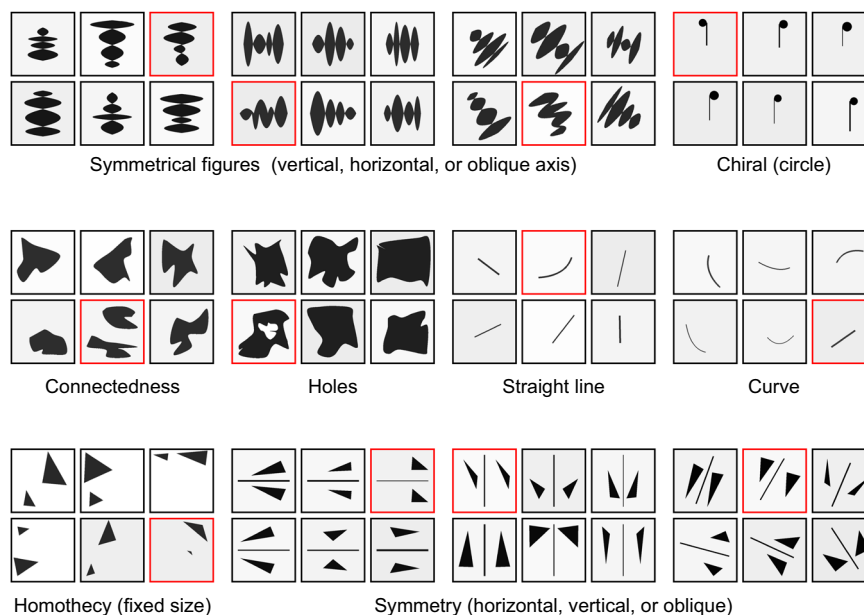 Symmetrical figures (vertical, horizontal, or oblique axis)
Chiral (circle)
Connectedness
Holes
Straight line
Curve
Homothecy (fixed size)
Symmetry (horizontal, vertical, or oblique)